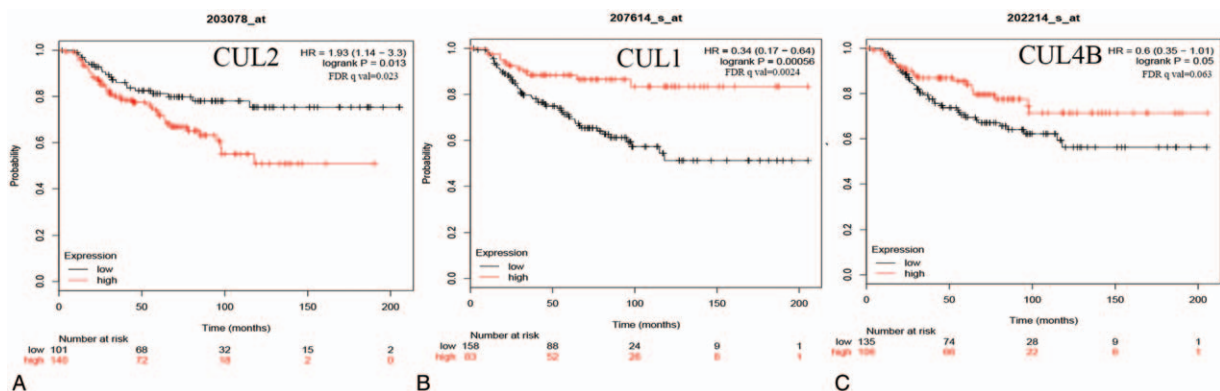 203078_at
CUL2
HR = 1.93 (1.14 − 3.3)
logrank P = 0.013
FDR q val=0.023
Probability
1.0
0.8
0.6
0.4
0.2
0.0
Expression
low
high
0 50 100 150 200
Time (months)
Number at risk
low 101 68 32 15 2
high 140 72 18 2 0
A
207614_s_at
CUL1
HR = 0.34 (0.17 − 0.64)
logrank P = 0.00056
FDR q val=0.0024
Probability
1.0
0.8
0.6
0.4
0.2
0.0
Expression
low
high
0 50 100 150 200
Time (months)
Number at risk
low 158 88 24 9 1
high 83 52 26 8 1
B
202214_s_at
CUL4B
HR = 0.6 (0.35 − 1.01)
logrank P = 0.05
FDR q val=0.063
Probability
1.0
0.8
0.6
0.4
0.2
0.0
Expression
low
high
0 50 100 150 200
Time (months)
Number at risk
low 135 74 28 9 1
high 106 66 22 8 1
C